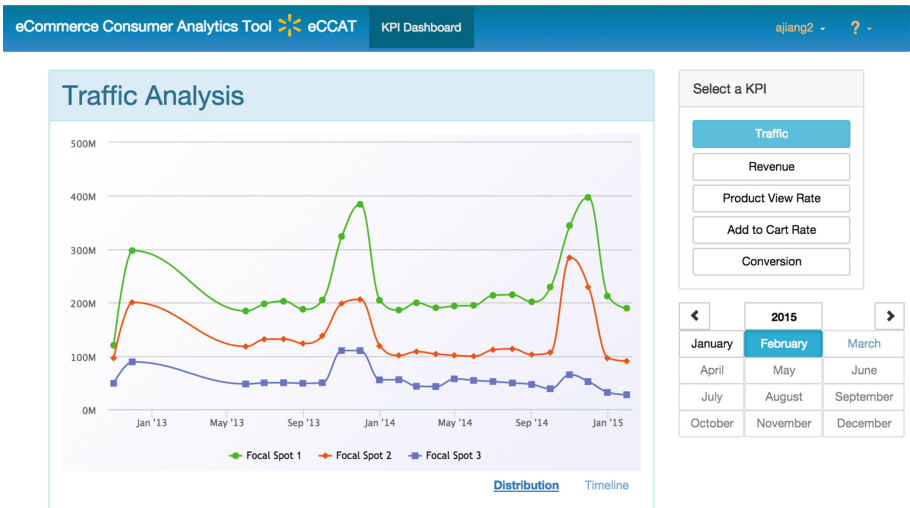 eCommerce Consumer Analytics Tool eCCAT KPI Dashboard ajiang2 ?
Traffic Analysis
500M
400M
300M
200M
100M
0M
Jan '13 May '13 Sep '13 Jan '14 May '14 Sep '14 Jan '15
Focal Spot 1 Focal Spot 2 Focal Spot 3
Distribution Timeline
Select a KPI
Traffic
Revenue
Product View Rate
Add to Cart Rate
Conversion
2015
January February March
April May June
July August September
October November December